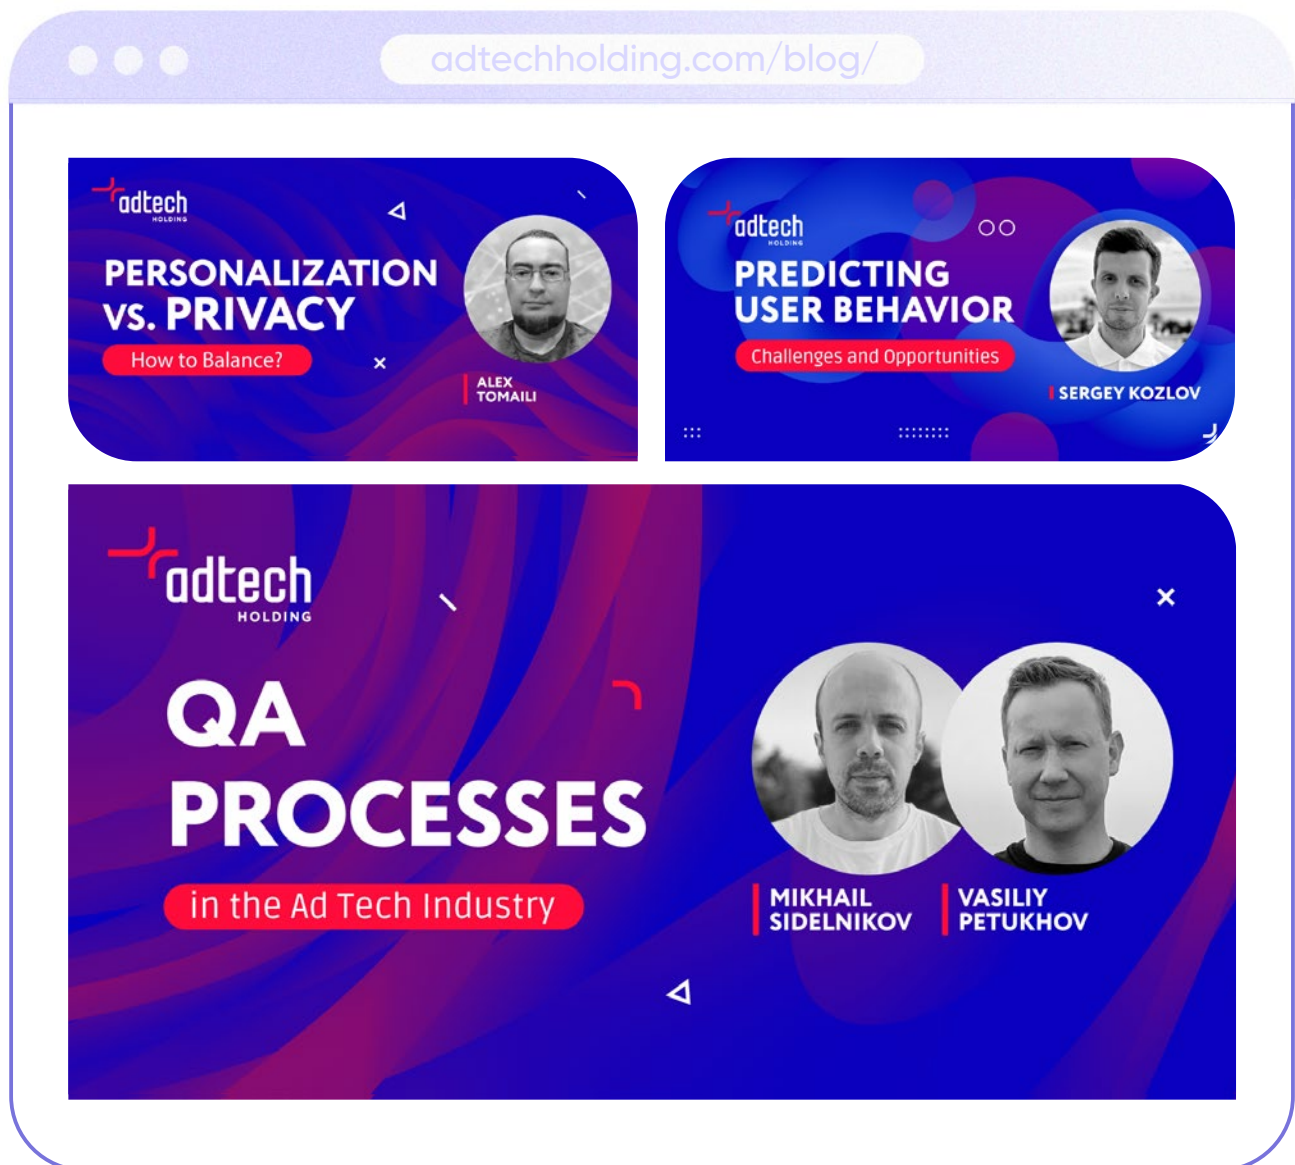 adtechholding.com/blog/
adtech
HOLDING
PERSONALIZATION
VS. PRIVACY
How to Balance?
ALEX
TOMAILI
adtech
HOLDING
PREDICTING
USER BEHAVIOR
Challenges and Opportunities
SERGEY KOZLOV
adtech
HOLDING
QA
PROCESSES
in the Ad Tech Industry
MIKHAIL
SIDELNIKOV
VASILIY
PETUKHOV